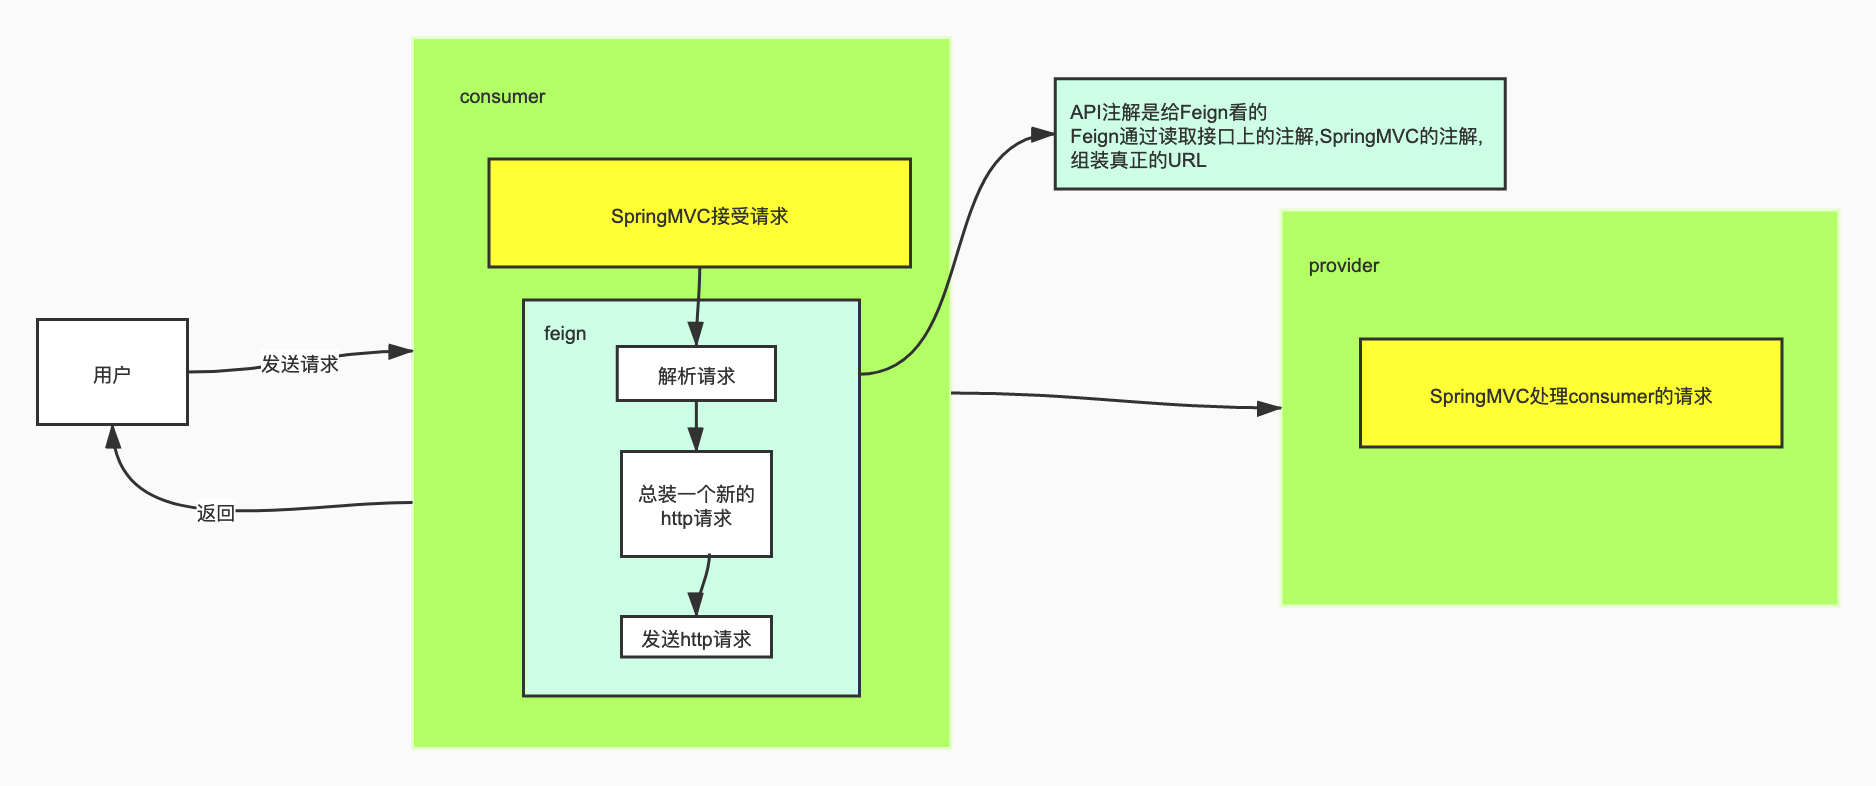 consumer
API注解是给Feign看的
Feign通过读取接口上的注解,SpringMVC的注解,
组装真正的URL
SpringMVC接受请求
provider
feign
用户
发送请求
解析请求
SpringMVC处理consumer的请求
总装一个新的
http请求
返回
发送http请求